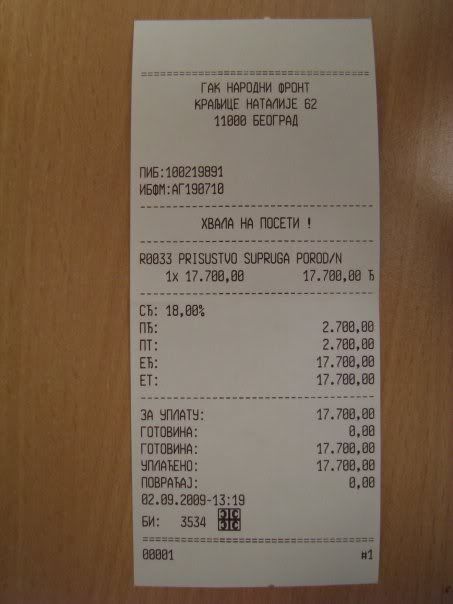 ГАК НАРОДНИ ФРОНТ
КРАЉИЦЕ НАТАЛИЈЕ 62
11000 БЕОГРАД
ПИБ:100219891
ИБФМ:АГ190710
ХВАЛА НА ПОСЕТИ !
R0033 PRISUSTVO SUPRUGA POROD/N
1x 17.700,00 17.700,00 Ђ
СЂ: 18,00%
ПЂ: 2.700,00
ПТ: 2.700,00
ЕЂ: 17.700,00
ЕТ: 17.700,00
ЗА УПЛАТУ: 17.700,00
ГОТОВИНА: 0,00
ГОТОВИНА: 17.700,00
УПЛАЋЕНО: 17.700,00
ПОВРАЋАЈ: 0,00
02.09.2009-13:19
БИ: 3534
00001 #1